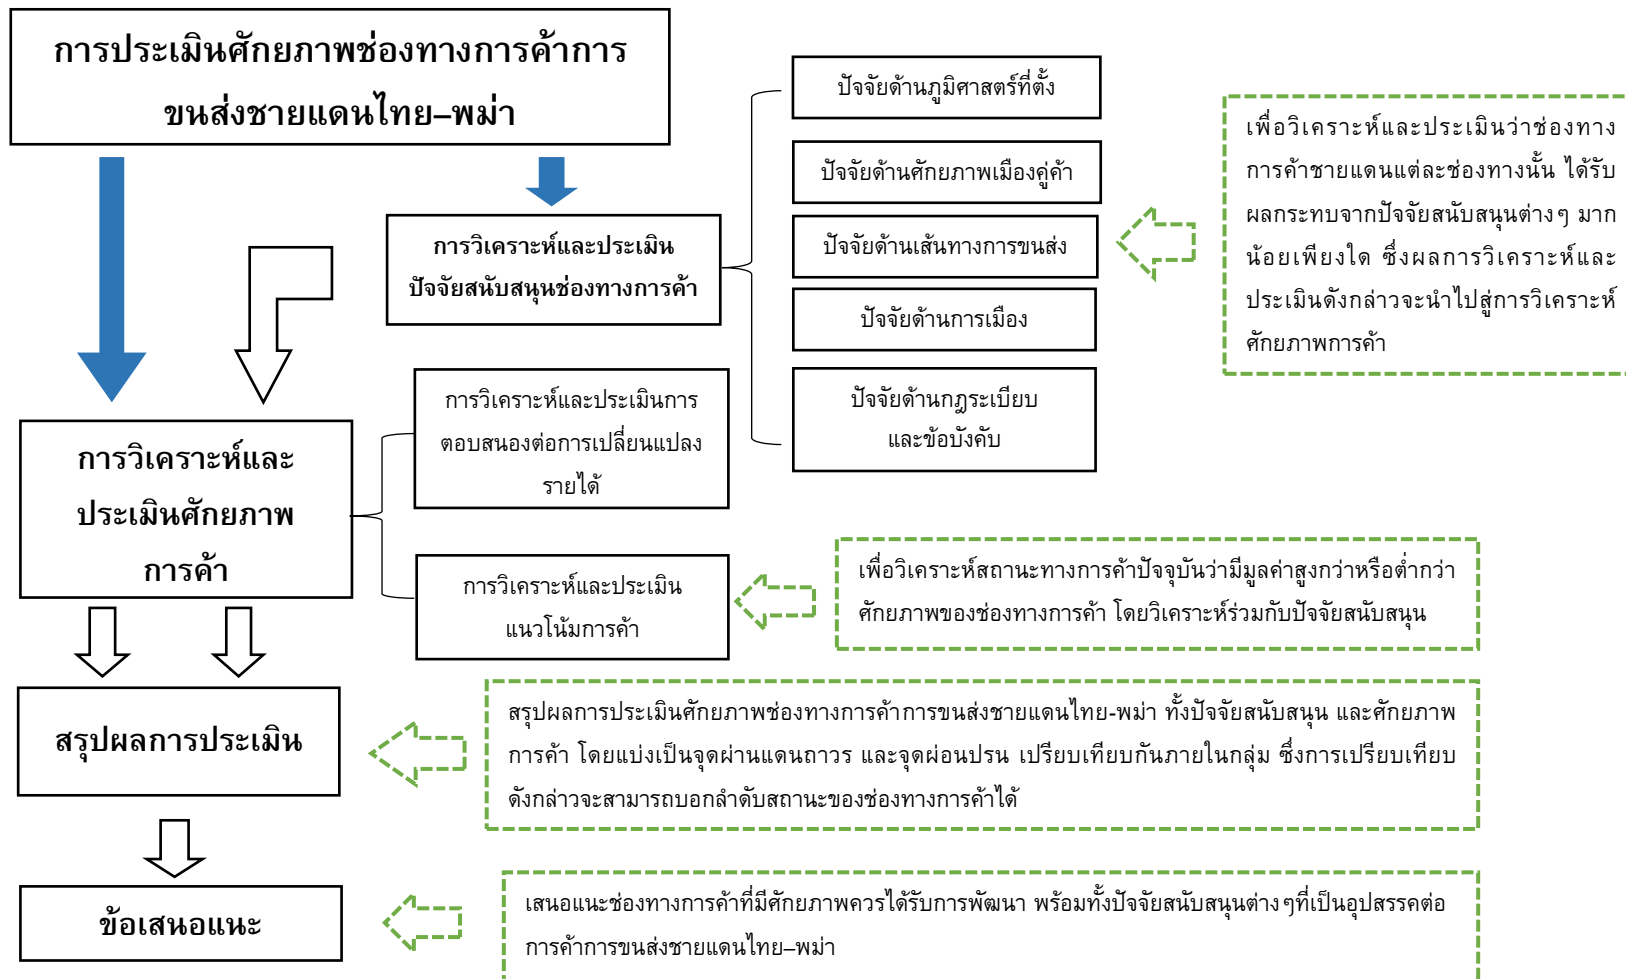 การประเมินศักยภาพช่องทางการค้าการ
ขนส่งชายแดนไทย–พม่า
ปัจจัยด้านภูมิศาสตร์ที่ตั้ง
ปัจจัยด้านศักยภาพเมืองคู่ค้า
ปัจจัยด้านเส้นทางการขนส่ง
ปัจจัยด้านการเมือง
ปัจจัยด้านกฎระเบียบ
และข้อบังคับ
เพื่อวิเคราะห์และประเมินว่าช่องทาง
การค้าชายแดนแต่ละช่องทางนั้น ได้รับ
ผลกระทบจากปัจจัยสนับสนุนต่างๆ มาก
น้อยเพียงใด ซึ่งผลการวิเคราะห์และ
ประเมินดังกล่าวจะนำไปสู่การวิเคราะห์
ศักยภาพการค้า
การวิเคราะห์และประเมิน
ปัจจัยสนับสนุนช่องทางการค้า
การวิเคราะห์และ
ประเมินศักยภาพ
การค้า
การวิเคราะห์และประเมินการ
ตอบสนองต่อการเปลี่ยนแปลง
รายได้
การวิเคราะห์และประเมิน
แนวโน้มการค้า
เพื่อวิเคราะห์สถานะทางการค้าปัจจุบันว่ามีมูลค่าสูงกว่าหรือต่ำกว่า
ศักยภาพของช่องทางการค้า โดยวิเคราะห์ร่วมกับปัจจัยสนับสนุน
สรุปผลการประเมิน
สรุปผลการประเมินศักยภาพช่องทางการค้าการขนส่งชายแดนไทย-พม่า ทั้งปัจจัยสนับสนุน และศักยภาพ
การค้า โดยแบ่งเป็นจุดผ่านแดนถาวร และจุดผ่อนปรน เปรียบเทียบกันภายในกลุ่ม ซึ่งการเปรียบเทียบ
ดังกล่าวจะสามารถบอกลำดับสถานะของช่องทางการค้าได้
ข้อเสนอแนะ
เสนอแนะช่องทางการค้าที่มีศักยภาพควรได้รับการพัฒนา พร้อมทั้งปัจจัยสนับสนุนต่างๆที่เป็นอุปสรรคต่อ
การค้าการขนส่งชายแดนไทย–พม่า